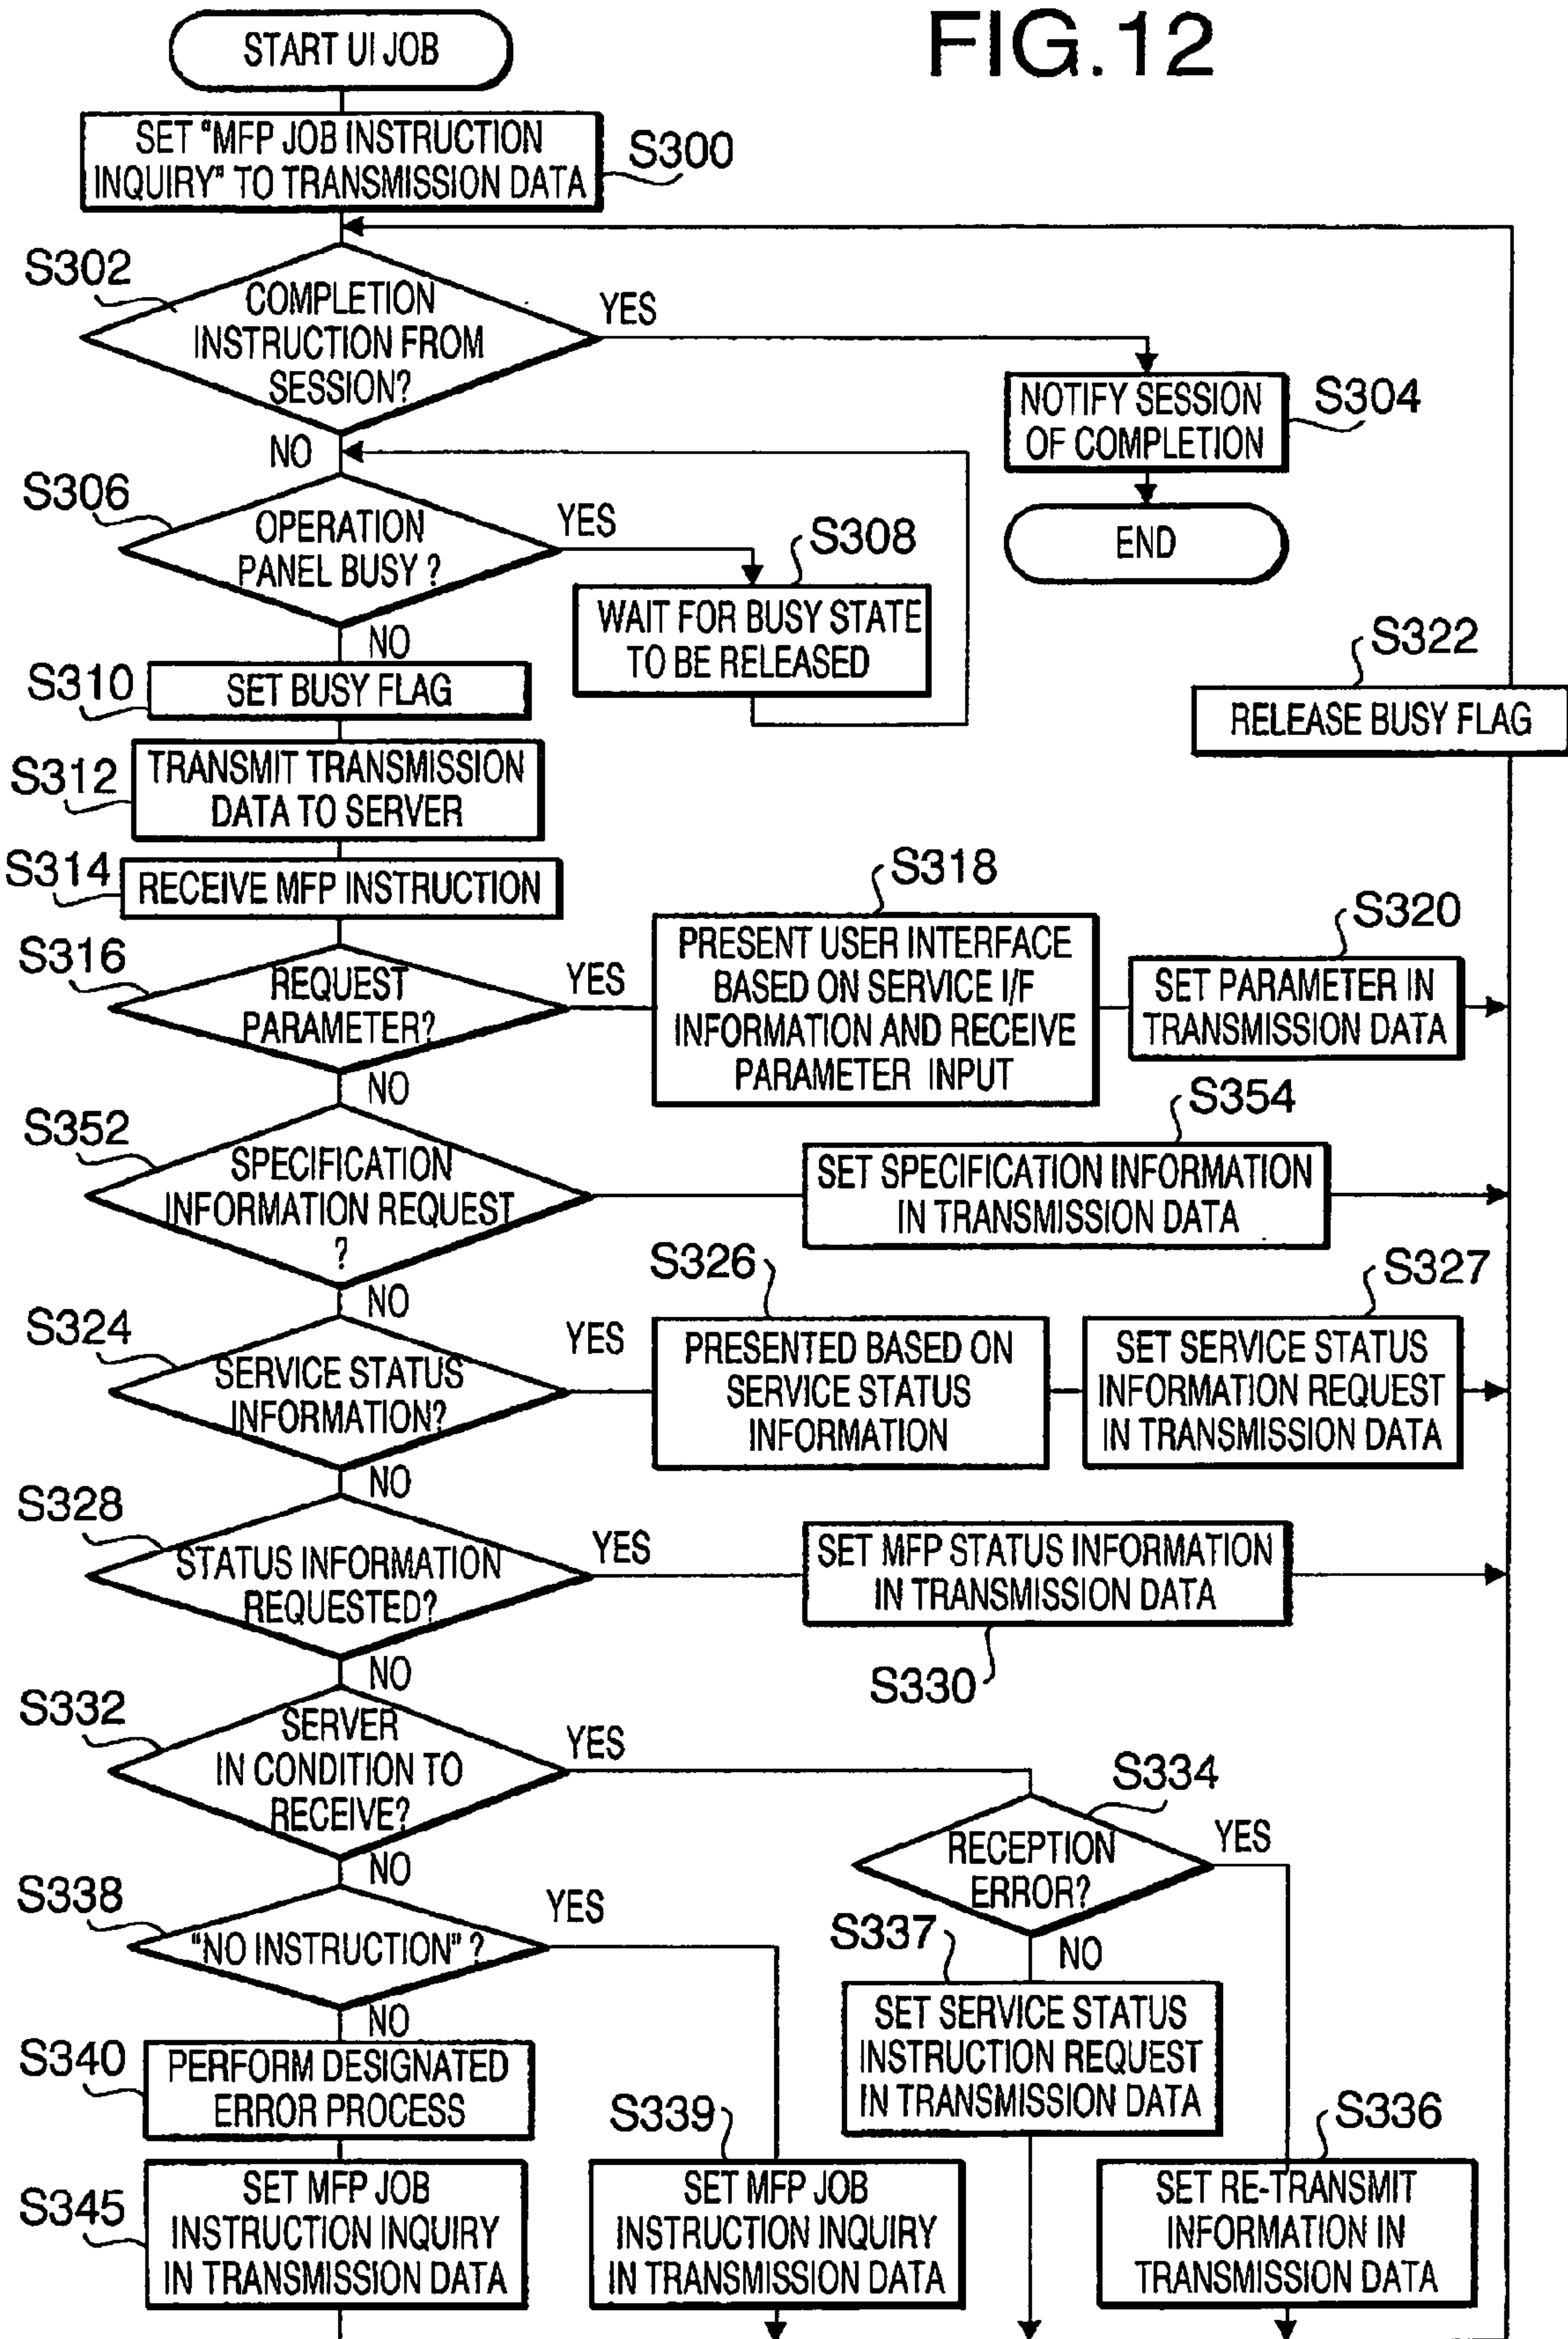 FIG.12
START UI JOB
SET "MFP JOB INSTRUCTION
INQUIRY" TO TRANSMISSION DATA
S300
S302
COMPLETION
INSTRUCTION FROM
SESSION?
YES
NO
NOTIFY SESSION
OF COMPLETION
S304
END
S306
OPERATION
PANEL BUSY ?
YES
NO
S308
WAIT FOR BUSY STATE
TO BE RELEASED
S322
RELEASE BUSY FLAG
S310
SET BUSY FLAG
S312
TRANSMIT TRANSMISSION
DATA TO SERVER
S314
RECEIVE MFP INSTRUCTION
S316
REQUEST
PARAMETER?
YES
NO
S318
PRESENT USER INTERFACE
BASED ON SERVICE I/F
INFORMATION AND RECEIVE
PARAMETER INPUT
S320
SET PARAMETER IN
TRANSMISSION DATA
S352
SPECIFICATION
INFORMATION REQUEST
?
NO
S354
SET SPECIFICATION INFORMATION
IN TRANSMISSION DATA
S324
SERVICE STATUS
INFORMATION?
YES
NO
S326
PRESENTED BASED ON
SERVICE STATUS
INFORMATION
S327
SET SERVICE STATUS
INFORMATION REQUEST
IN TRANSMISSION DATA
S328
STATUS INFORMATION
REQUESTED?
YES
NO
SET MFP STATUS INFORMATION
IN TRANSMISSION DATA
S330
S332
SERVER
IN CONDITION TO
RECEIVE?
YES
NO
S334
RECEPTION
ERROR?
YES
NO
S338
"NO INSTRUCTION" ?
YES
NO
S337
SET SERVICE STATUS
INSTRUCTION REQUEST
IN TRANSMISSION DATA
S340
PERFORM DESIGNATED
ERROR PROCESS
S339
S336
S345
SET MFP JOB
INSTRUCTION INQUIRY
IN TRANSMISSION DATA
SET MFP JOB
INSTRUCTION INQUIRY
IN TRANSMISSION DATA
SET RE-TRANSMIT
INFORMATION IN
TRANSMISSION DATA